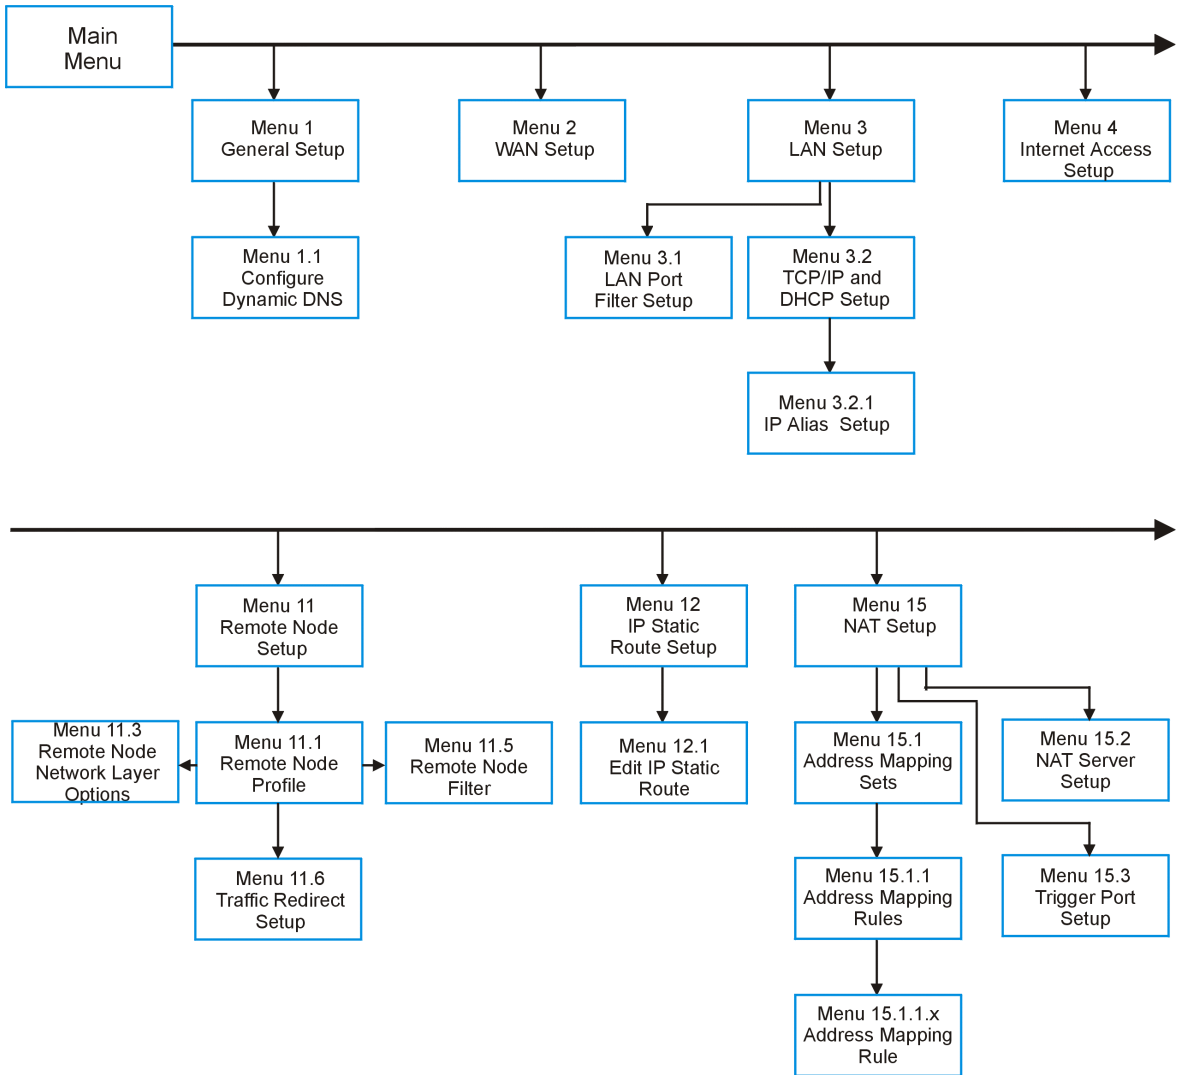 Main
Menu
Menu 1
General Setup
Menu 2
WAN Setup
Menu 3
LAN Setup
Menu 4
Internet Access
Setup
Menu 1.1
Configure
Dynamic DNS
Menu 3.1
LAN Port
Filter Setup
Menu 3.2
TCP/IP and
DHCP Setup
Menu 3.2.1
IP Alias Setup
Menu 11
Remote Node
Setup
Menu 12
IP Static
Route Setup
Menu 15
NAT Setup
Menu 11.3
Remote Node
Network Layer
Options
Menu 11.1
Remote Node
Profile
Menu 11.5
Remote Node
Filter
Menu 12.1
Edit IP Static
Route
Menu 15.1
Address Mapping
Sets
Menu 15.2
NAT Server
Setup
Menu 11.6
Traffic Redirect
Setup
Menu 15.1.1
Address Mapping
Rules
Menu 15.3
Trigger Port
Setup
Menu 15.1.1.x
Address Mapping
Rule